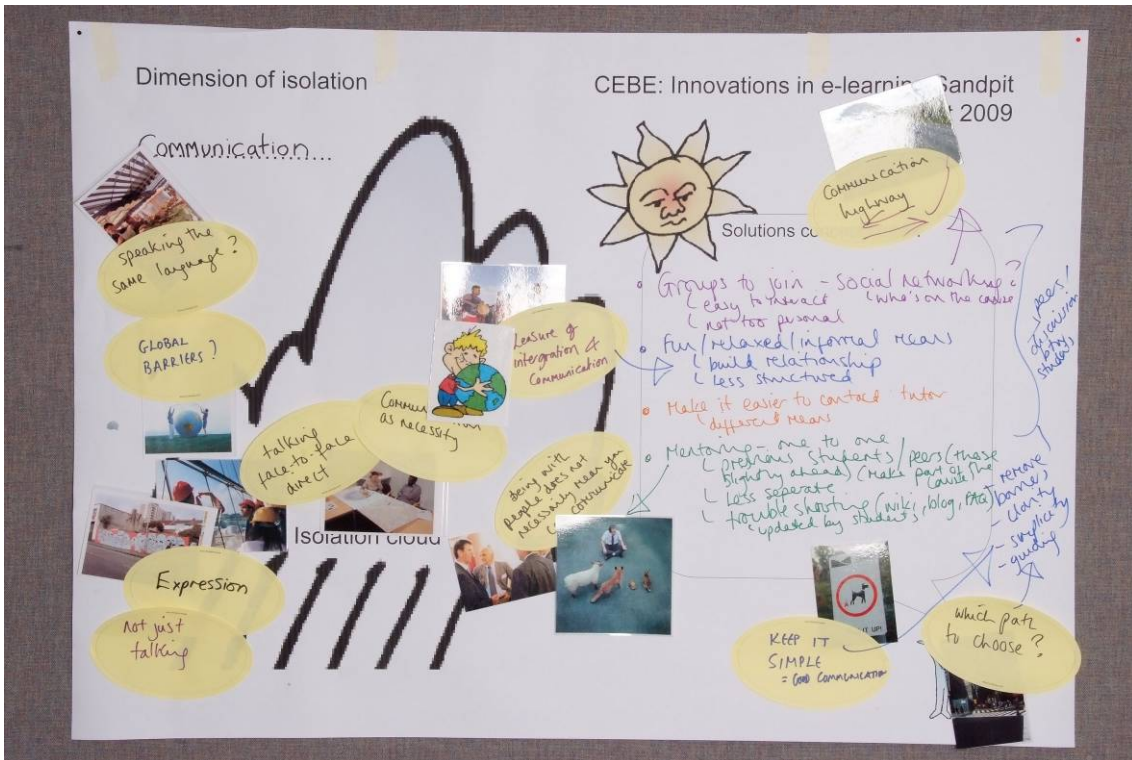 Dimension of isolation
CEBE: Innovations in e-learning Sandpit
2009
Communication
speaking the
same language?
GLOBAL
BARRIERS?
talking
face-to-face
direct
as necessity
Isolation cloud
Expression
not just
talking
intergration &
communication
being with
people does not
necessarily mean you
communicate
communication
highway
Groups to join - Social networking?
easy to interact
who's on the course
not too personal
Fun/relaxed/informal means
build relationship
Less structured
Make it easier to contact tutor
different means
Mentoring - one to one
previous students/peers (those
slightly ahead) (make part of the
course)
Less seperate
trouble shooting (wiki, blog, FAQ)
updated by students
peers!
discussion
btw
students
- remove
barriers
- clarity
- simplicity
- guiding
KEEP IT
SIMPLE
= GOOD COMMUNICATION
which path
to choose?
IT UP!